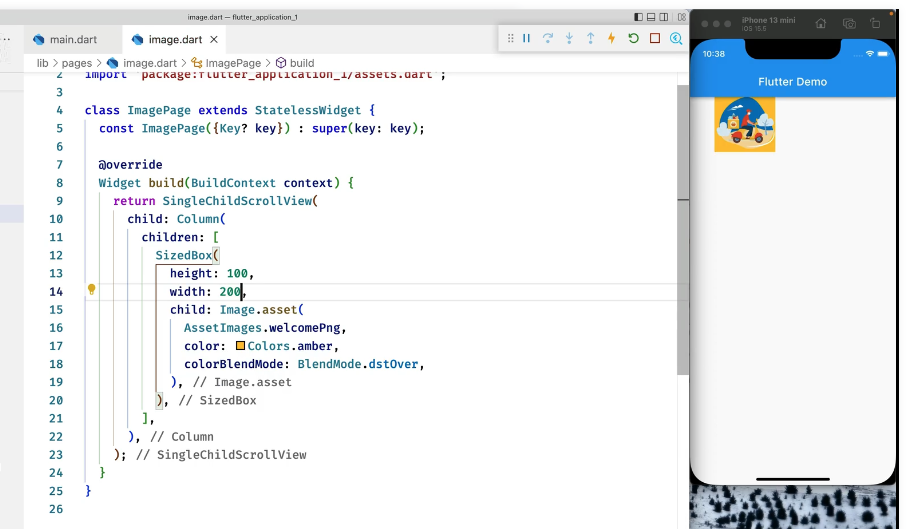 image.dart — flutter_application_1
main.dart
image.dart
lib > pages > image.dart > ImagePage > build
2 import 'package:flutter_application_1/assets.dart';
3
4 class ImagePage extends StatelessWidget {
5 const ImagePage({Key? key}) : super(key: key);
6
7 @override
8 Widget build(BuildContext context) {
9 return SingleChildScrollView(
10 child: Column(
11 children: [
12 SizedBox(
13 height: 100,
14 width: 200,
15 child: Image.asset(
16 AssetImages.welcomePng,
17 color: Colors.amber,
18 colorBlendMode: BlendMode.dstOver,
19 ), // Image.asset
20 ), // SizedBox
21 ],
22 ), // Column
23 ); // SingleChildScrollView
24 }
25 }
26
iPhone 13 mini
iOS 15.5
10:38
Flutter Demo